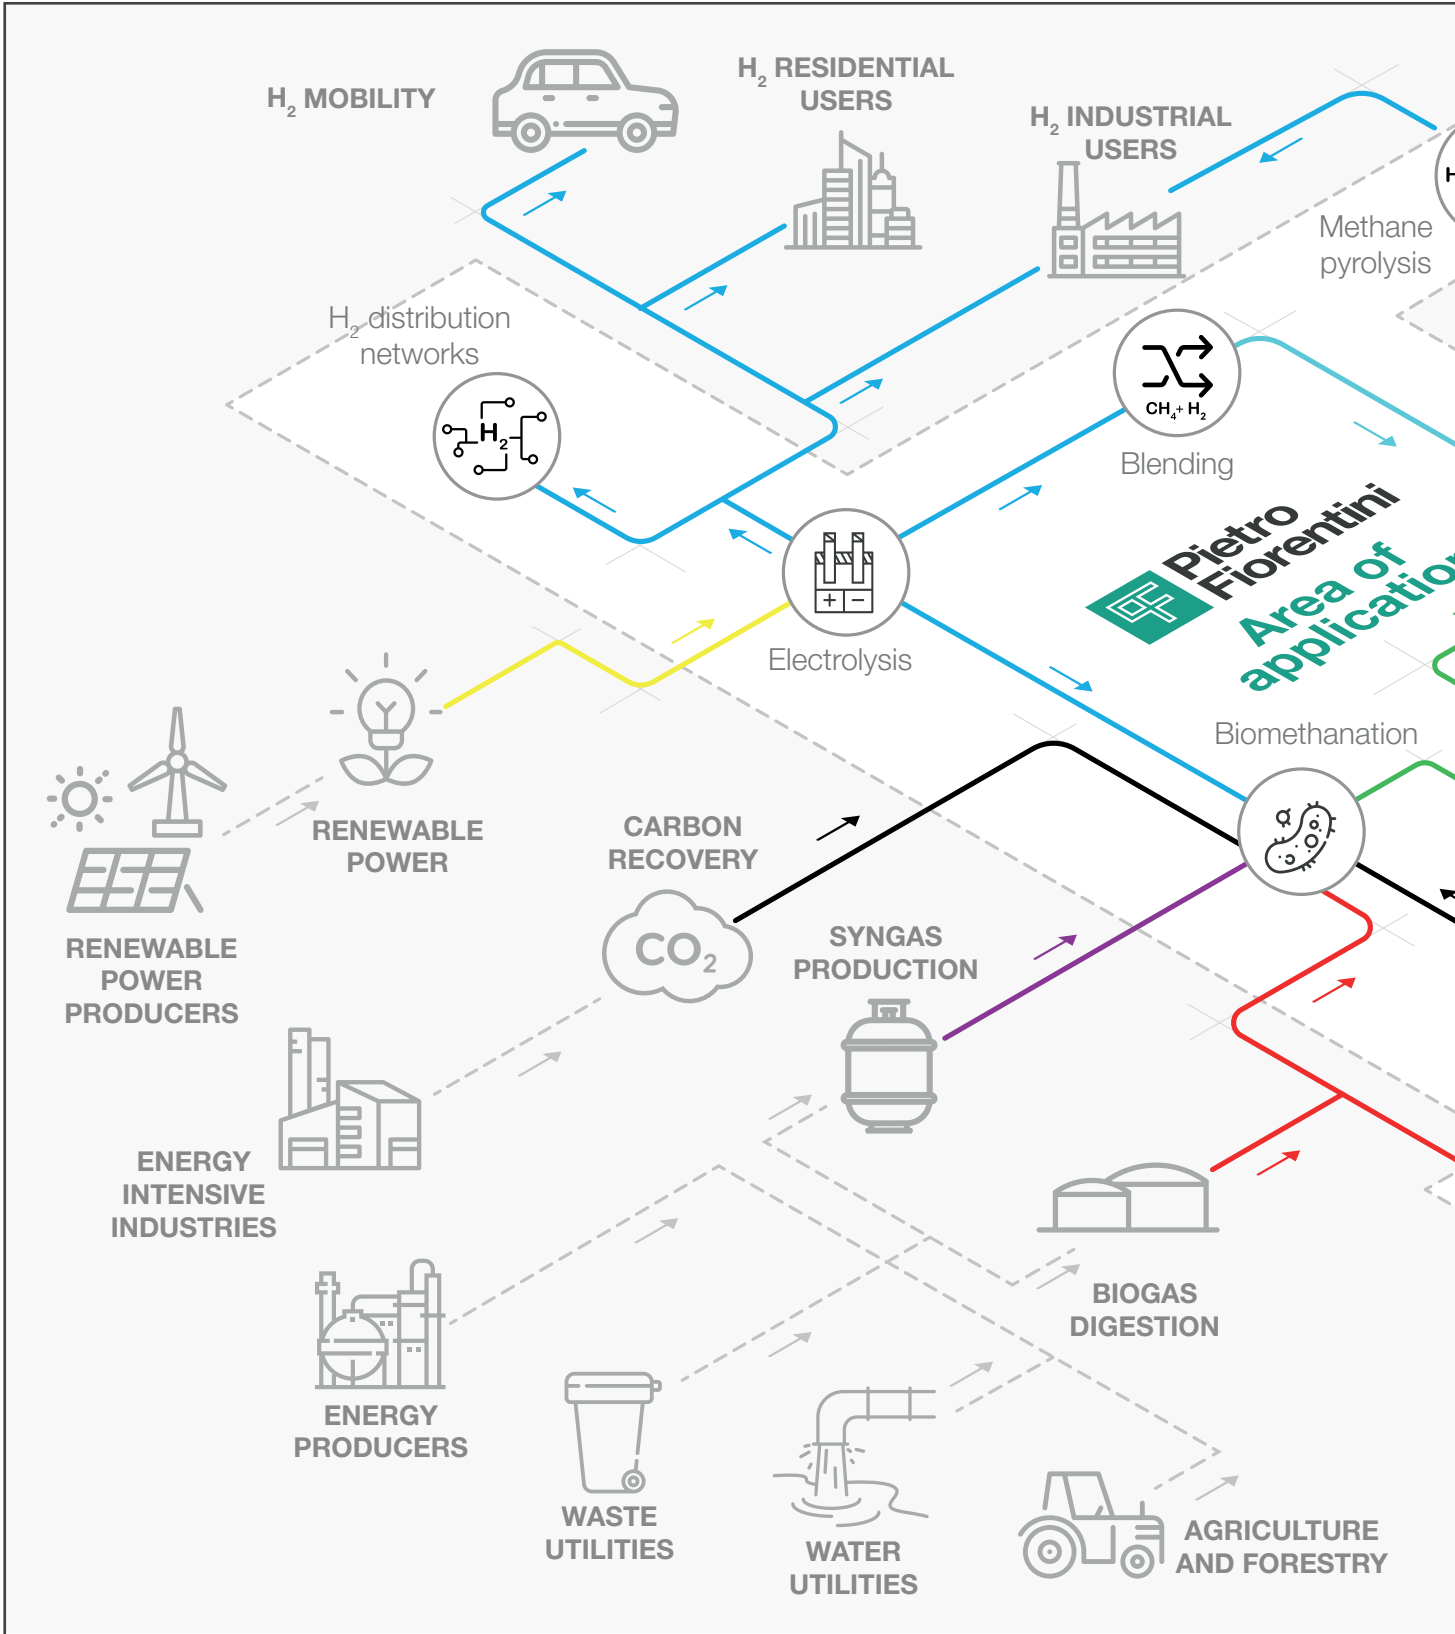 H₂ MOBILITY
H₂ RESIDENTIAL
USERS
H₂ INDUSTRIAL
USERS
H
Methane
pyrolysis
H₂ distribution
networks
H₂
CH₄+ H₂
Blending
Pietro
Fiorentini
Area of
application
+ −
Electrolysis
Biomethanation
RENEWABLE
POWER
CARBON
RECOVERY
CO₂
RENEWABLE
POWER
PRODUCERS
SYNGAS
PRODUCTION
ENERGY
INTENSIVE
INDUSTRIES
BIOGAS
DIGESTION
ENERGY
PRODUCERS
WASTE
UTILITIES
WATER
UTILITIES
AGRICULTURE
AND FORESTRY